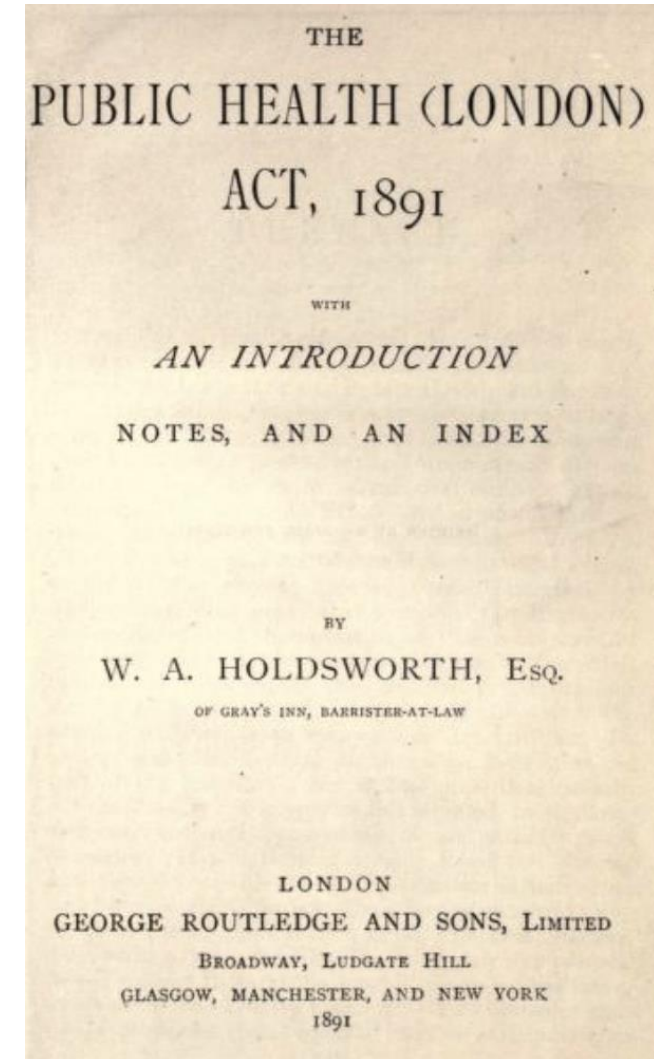 THE
PUBLIC HEALTH (LONDON)
ACT, 1891
WITH
AN INTRODUCTION
NOTES, AND AN INDEX
BY
W. A. HOLDSWORTH, ESQ.
OF GRAY'S INN, BARRISTER-AT-LAW
LONDON
GEORGE ROUTLEDGE AND SONS, LIMITED
BROADWAY, LUDGATE HILL
GLASGOW, MANCHESTER, AND NEW YORK
1891